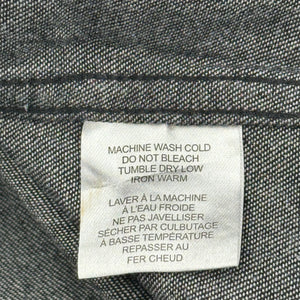 MACHINE WASH COLD
DO NOT BLEACH
TUMBLE DRY LOW
IRON WARM
LAVER À LA MACHINE
À L'EAU FROIDE
NE PAS JAVELLISER
SÉCHER PAR CULBUTAGE
À BASSE TEMPÉRATURE
REPASSER AU
FER CHEUD